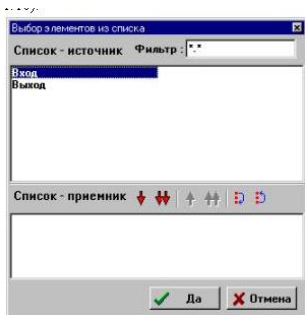 Выбор элементов из списка
Список - источник Фильтр : *.*
Вход
Выход
Список - приемник
Да Отмена